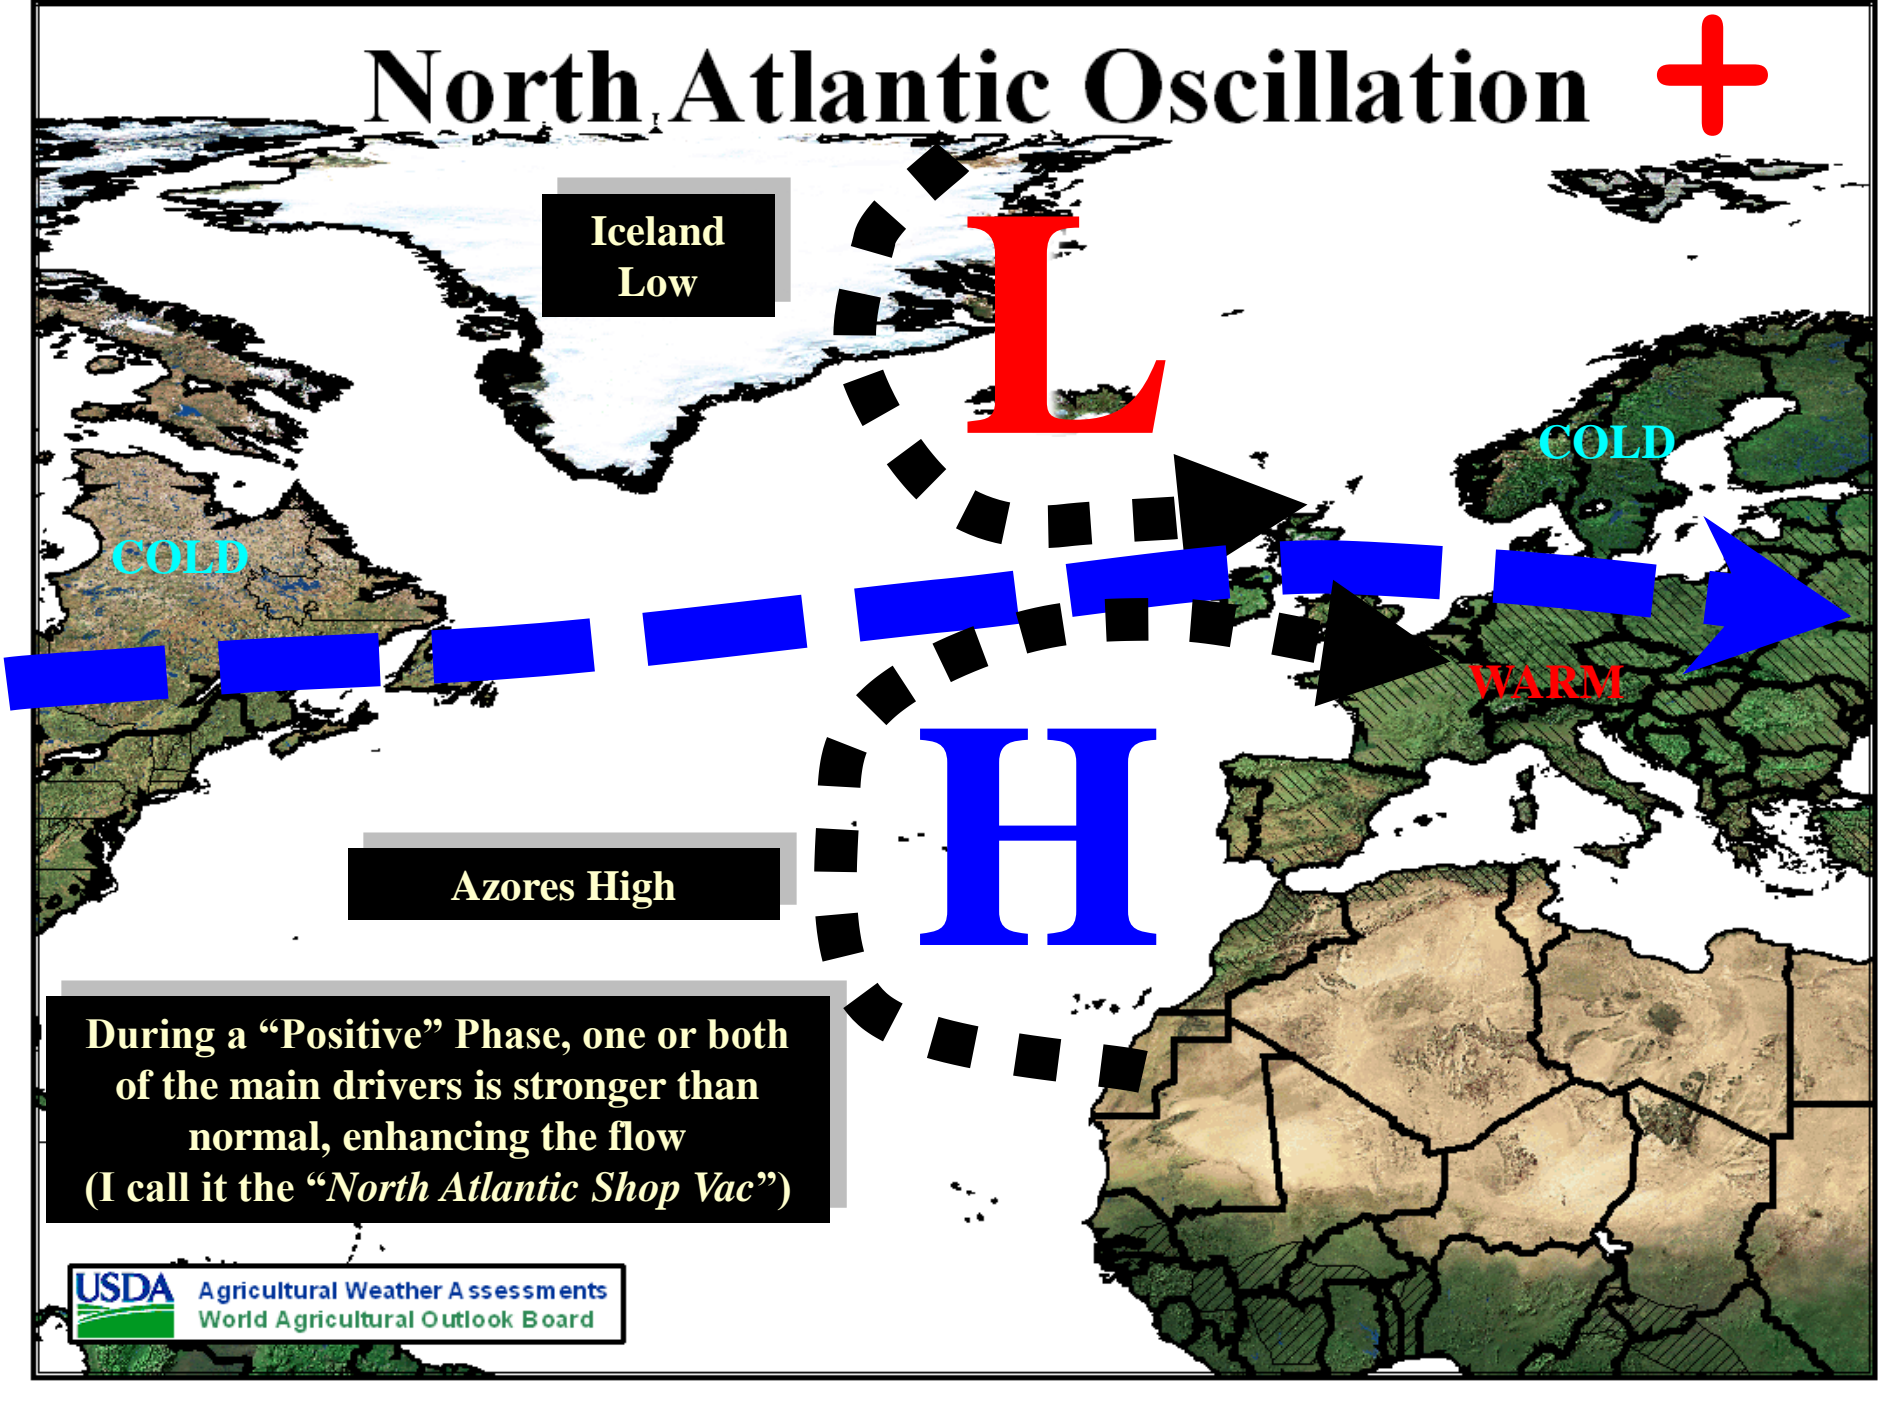 North Atlantic Oscillation +
Iceland
Low
L
COLD
COLD
WARM
H
Azores High
During a “Positive” Phase, one or both
of the main drivers is stronger than
normal, enhancing the flow
(I call it the “North Atlantic Shop Vac”)
USDA
Agricultural Weather Assessments
World Agricultural Outlook Board